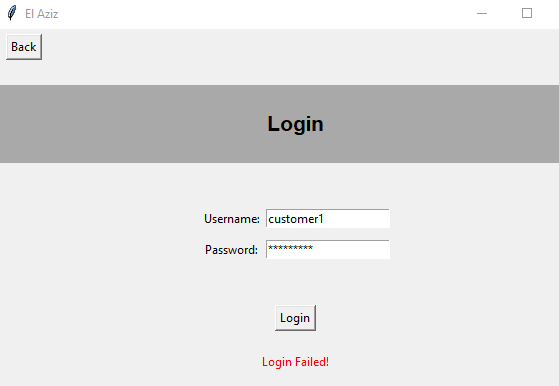 El Aziz
Back
Login
Username: customer1
Password: *********
Login
Login Failed!